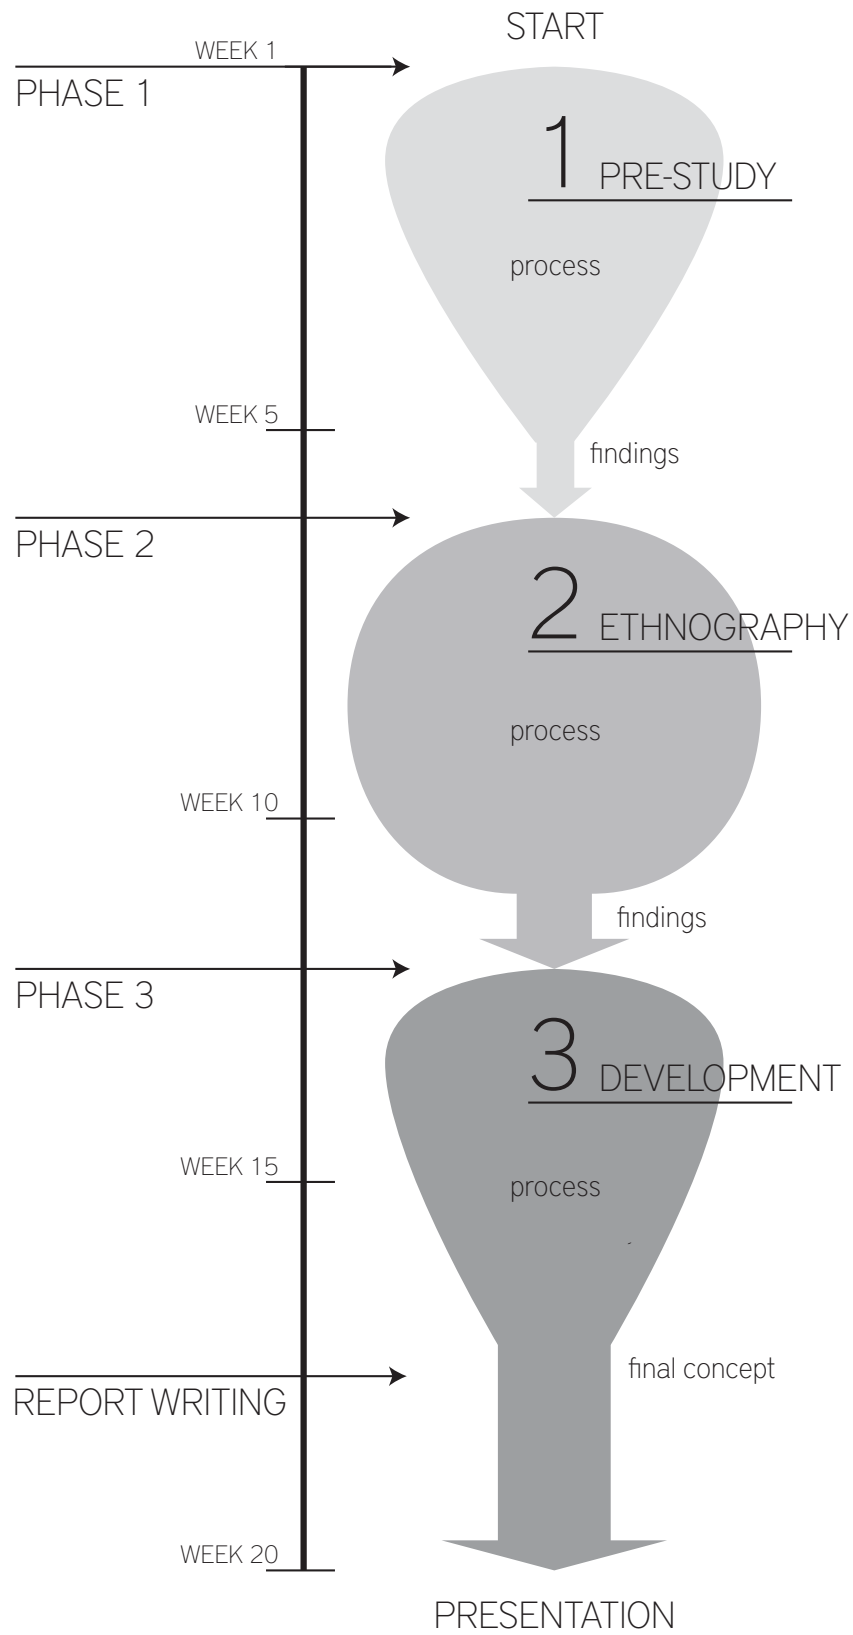 START
WEEK 1
PHASE 1
1 PRE-STUDY
process
WEEK 5
findings
PHASE 2
2 ETHNOGRAPHY
process
WEEK 10
findings
PHASE 3
3 DEVELOPMENT
WEEK 15
process
final concept
REPORT WRITING
WEEK 20
PRESENTATION